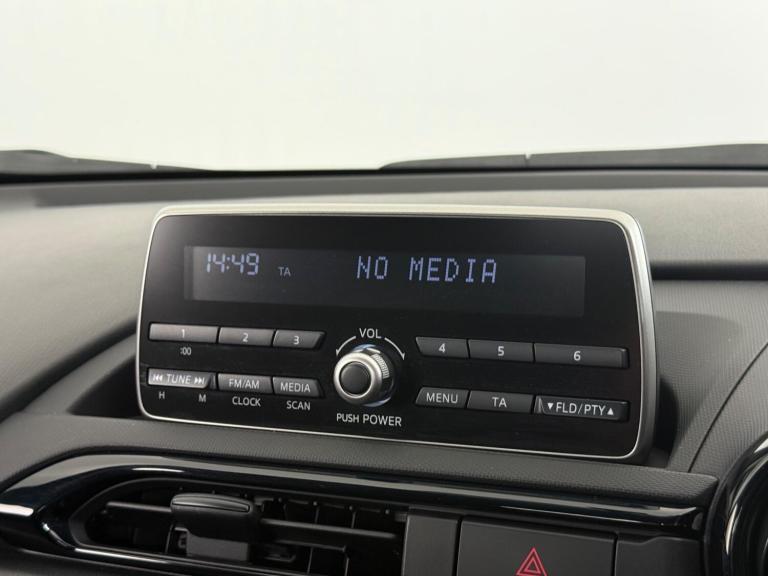 14:49 TA NO MEDIA
VOL
1 2 3 4 5 6
:00
⏮ TUNE ⏭ FM/AM MEDIA MENU TA ▼FLD/PTY▲
H M CLOCK SCAN
PUSH POWER